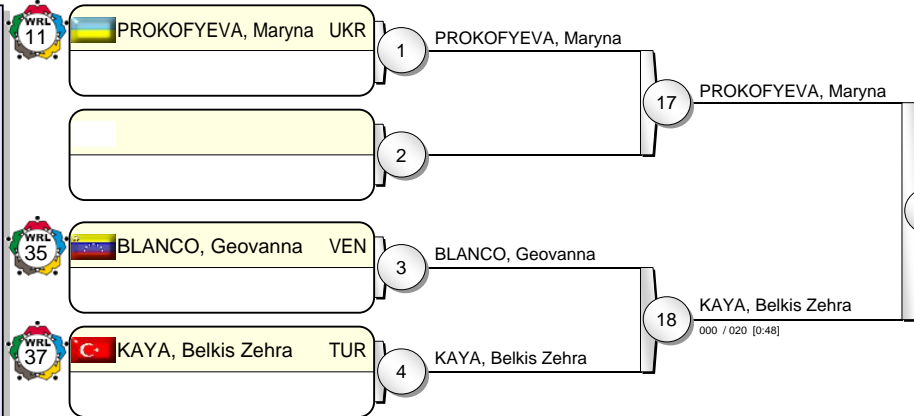 WRL
11
PROKOFYEVA, Maryna UKR
1
PROKOFYEVA, Maryna
17
PROKOFYEVA, Maryna
2
WRL
35
BLANCO, Geovanna VEN
3
BLANCO, Geovanna
18
KAYA, Belkis Zehra
000 / 020 [0:48]
WRL
37
KAYA, Belkis Zehra TUR
4
KAYA, Belkis Zehra